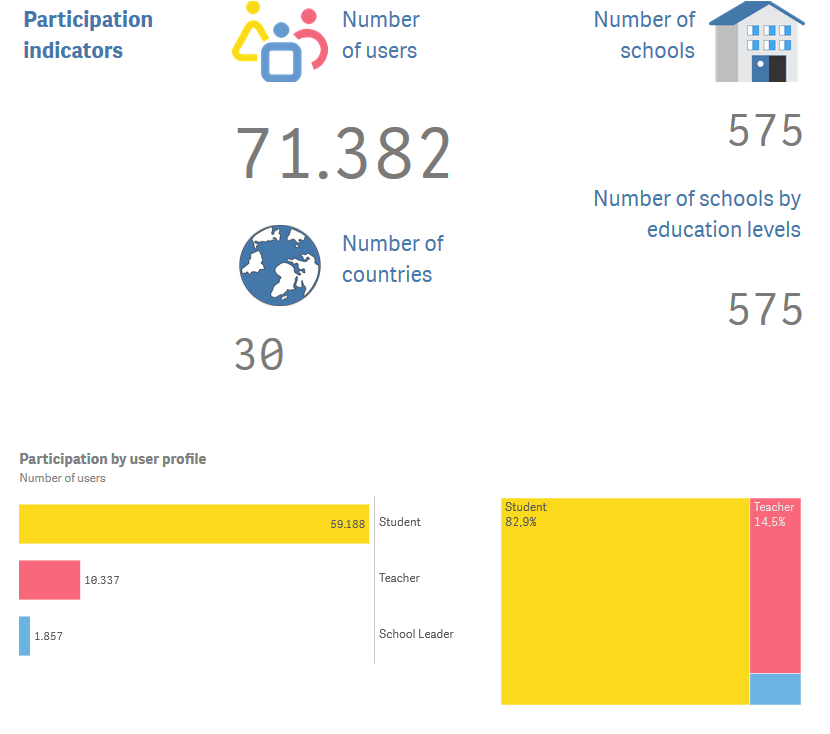 Participation
indicators
Number
of users
71.382
Number of
countries
30
Number of
schools
575
Number of schools by
education levels
575
Participation by user profile
Number of users
59.188 Student
10.337 Teacher
1.857 School Leader
Student
82,9%
Teacher
14,5%